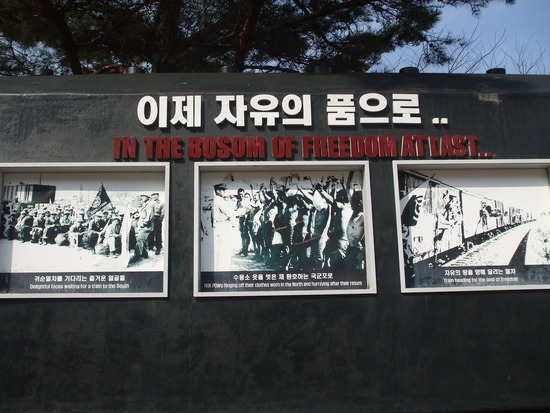 이제 자유의 품으로 ..
IN THE BOSOM OF FREEDOM AT LAST...
귀순열차를 기다리는 즐거운 얼굴들
Delightful faces waiting for a train to the South
수용소 옷을 벗은 채 환호하는 국군포로
ROK POWs flinging off their clothes worn in the North and hurrying after their return
자유의 땅을 향해 달리는 열차
Train heading for the land of freedom